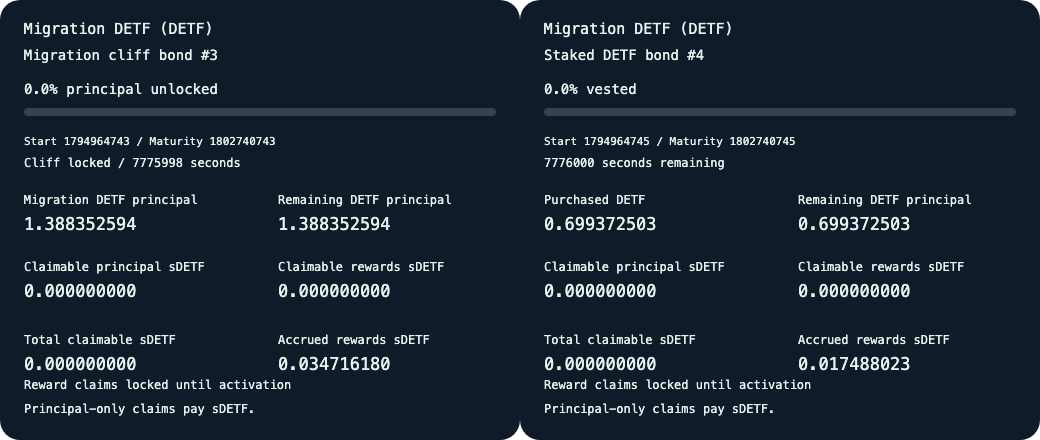 Migration DETF (DETF)
Migration cliff bond #3
0.0% principal unlocked
Start 1794964743 / Maturity 1802740743
Cliff locked / 7775998 seconds
Migration DETF principal
Remaining DETF principal
1.388352594
1.388352594
Claimable principal sDETF
Claimable rewards sDETF
0.000000000
0.000000000
Total claimable sDETF
Accrued rewards sDETF
0.000000000
0.034716180
Reward claims locked until activation
Principal-only claims pay sDETF.
Migration DETF (DETF)
Staked DETF bond #4
0.0% vested
Start 1794964745 / Maturity 1802740745
7776000 seconds remaining
Purchased DETF
Remaining DETF principal
0.699372503
0.699372503
Claimable principal sDETF
Claimable rewards sDETF
0.000000000
0.000000000
Total claimable sDETF
Accrued rewards sDETF
0.000000000
0.017488023
Reward claims locked until activation
Principal-only claims pay sDETF.